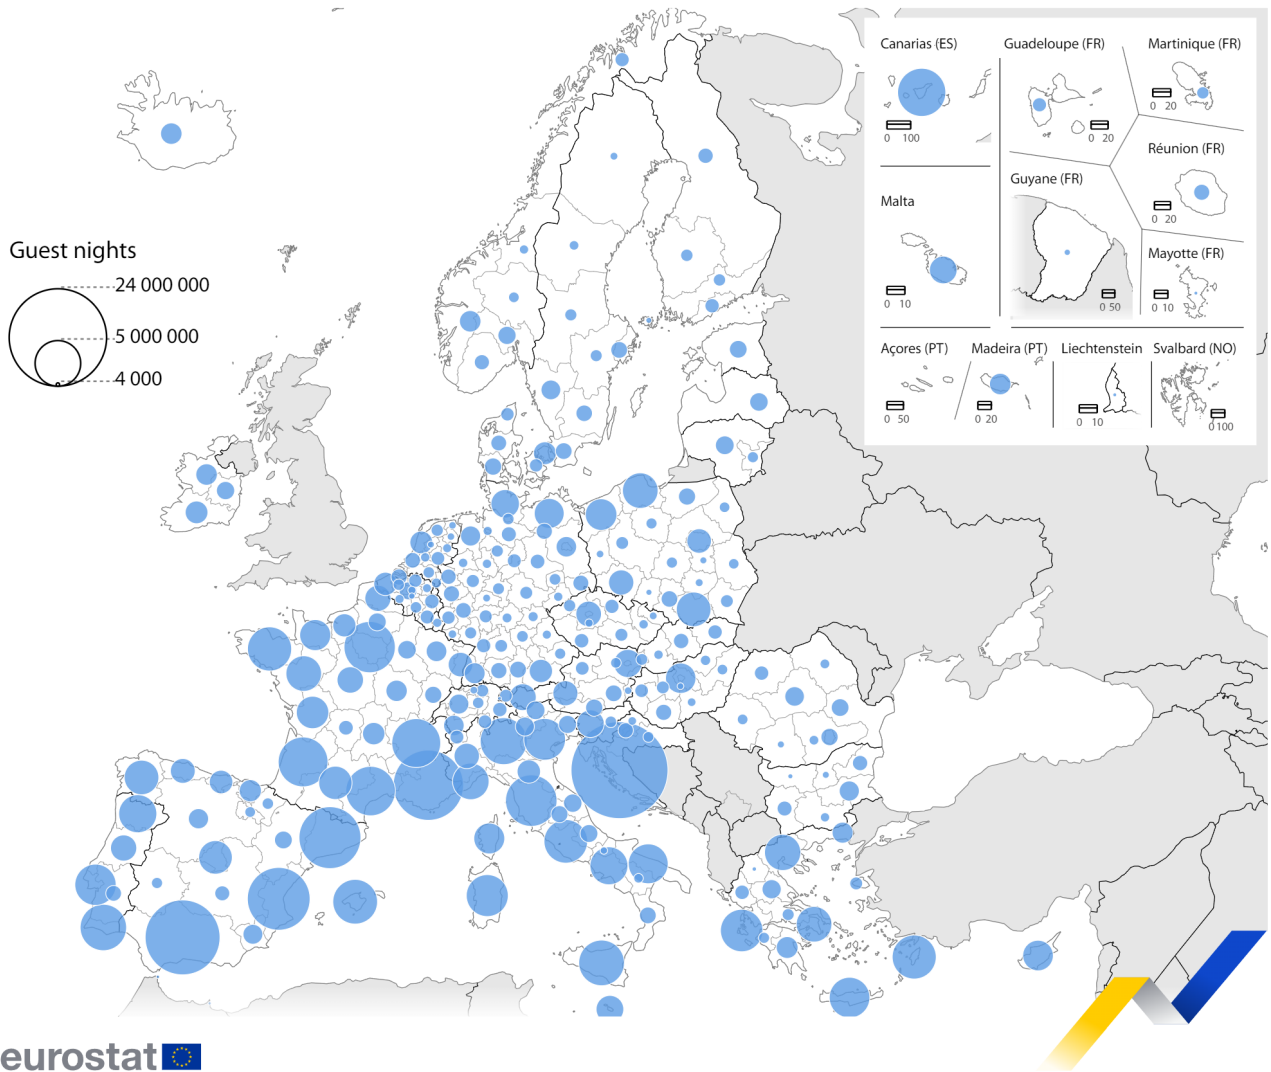 Canarias (ES)
0 100
Guadeloupe (FR)
0 20
Martinique (FR)
0 20
Réunion (FR)
0 20
Guyane (FR)
0 50
Malta
0 10
Mayotte (FR)
0 10
Açores (PT)
0 50
Madeira (PT)
0 20
Liechtenstein
0 10
Svalbard (NO)
0 100
Guest nights
24 000 000
5 000 000
4 000
eurostat